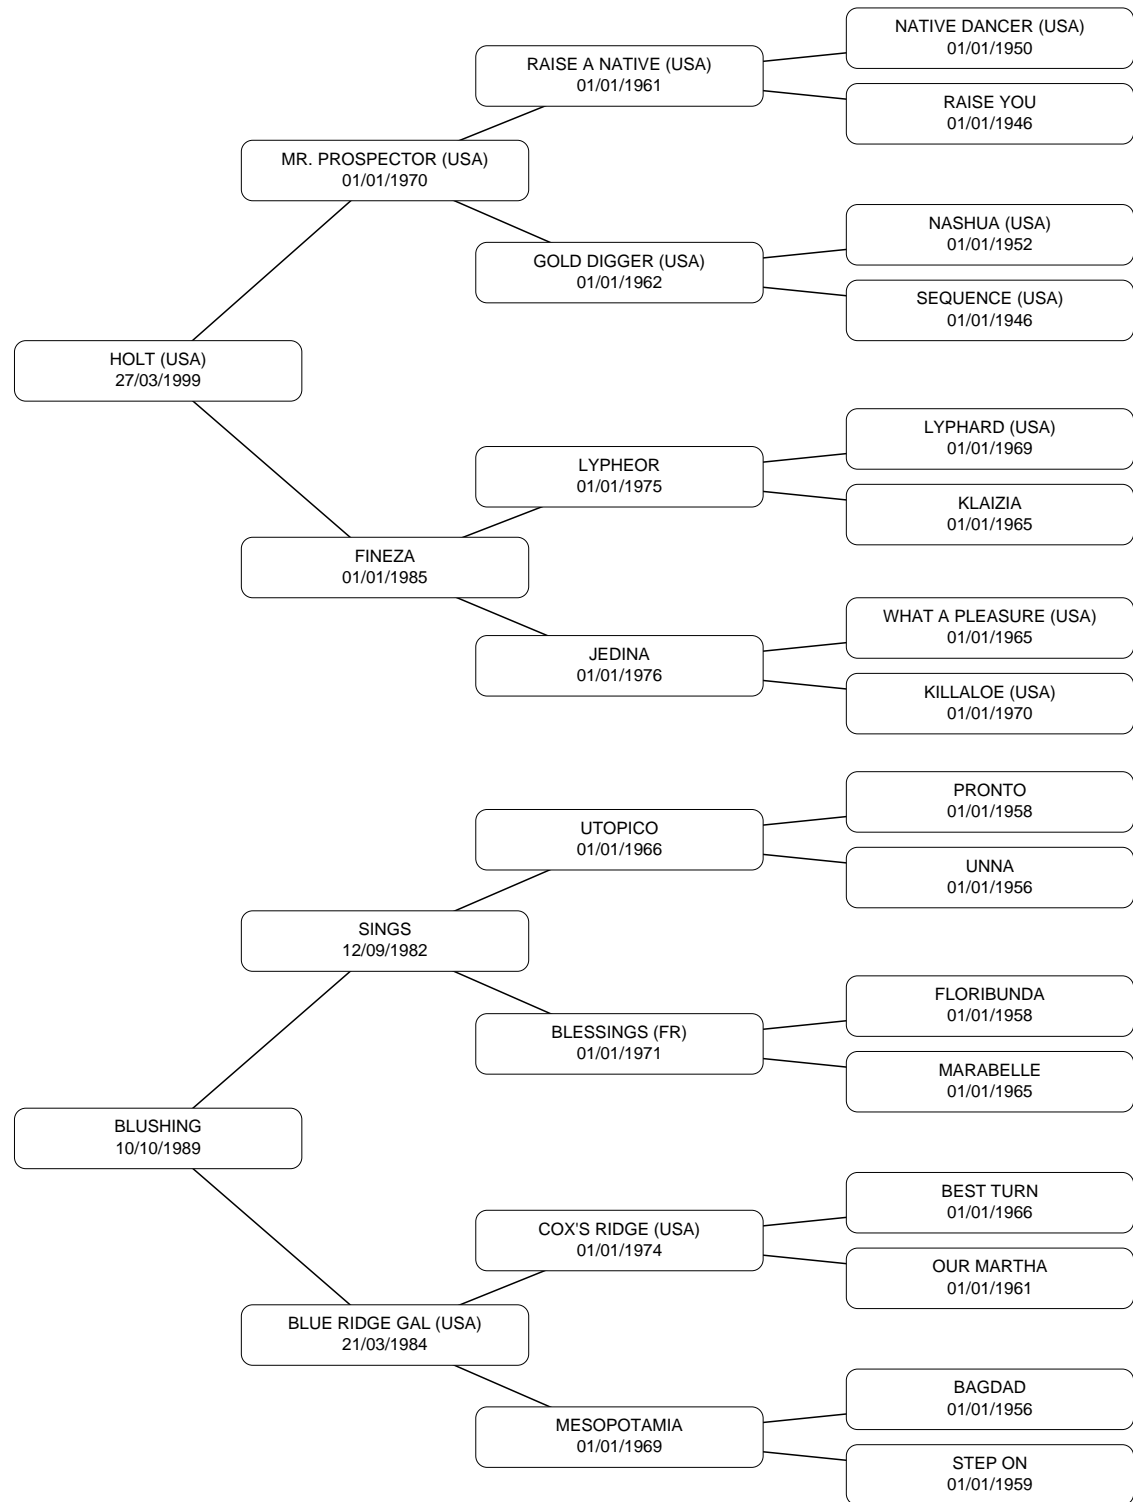 NATIVE DANCER (USA)
01/01/1950
RAISE A NATIVE (USA)
01/01/1961
RAISE YOU
01/01/1946
MR. PROSPECTOR (USA)
01/01/1970
NASHUA (USA)
01/01/1952
GOLD DIGGER (USA)
01/01/1962
SEQUENCE (USA)
01/01/1946
HOLT (USA)
27/03/1999
LYPHARD (USA)
01/01/1969
LYPHEOR
01/01/1975
KLAIZIA
01/01/1965
FINEZA
01/01/1985
WHAT A PLEASURE (USA)
01/01/1965
JEDINA
01/01/1976
KILLALOE (USA)
01/01/1970
PRONTO
01/01/1958
UTOPICO
01/01/1966
UNNA
01/01/1956
SINGS
12/09/1982
FLORIBUNDA
01/01/1958
BLESSINGS (FR)
01/01/1971
MARABELLE
01/01/1965
BLUSHING
10/10/1989
BEST TURN
01/01/1966
COX'S RIDGE (USA)
01/01/1974
OUR MARTHA
01/01/1961
BLUE RIDGE GAL (USA)
21/03/1984
BAGDAD
01/01/1956
MESOPOTAMIA
01/01/1969
STEP ON
01/01/1959